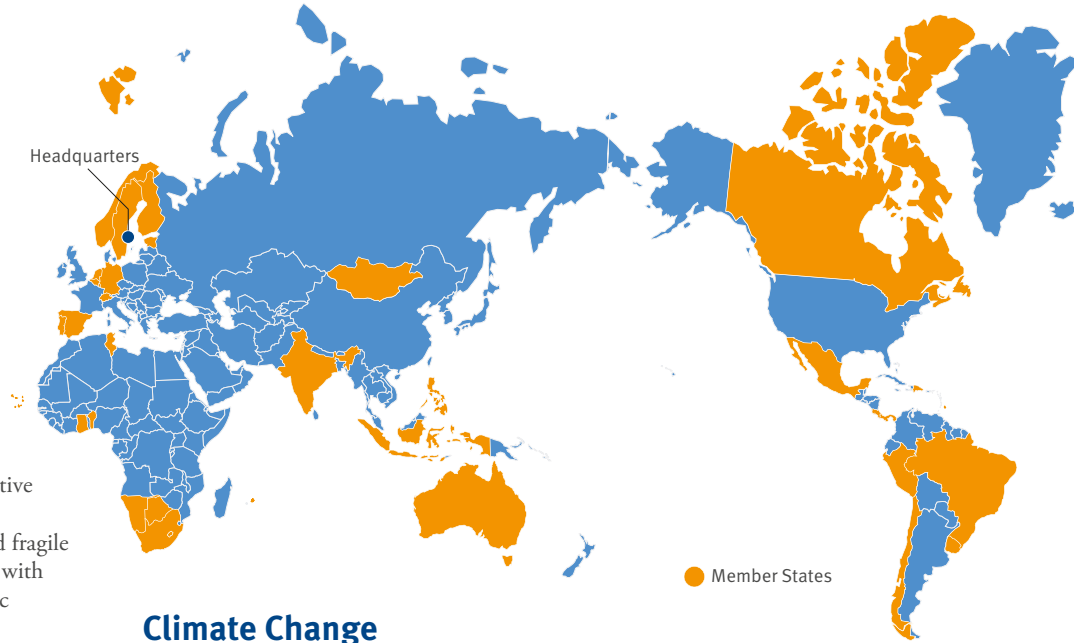 Headquarters
tive
d fragile
with
c
Member States
Climate Change